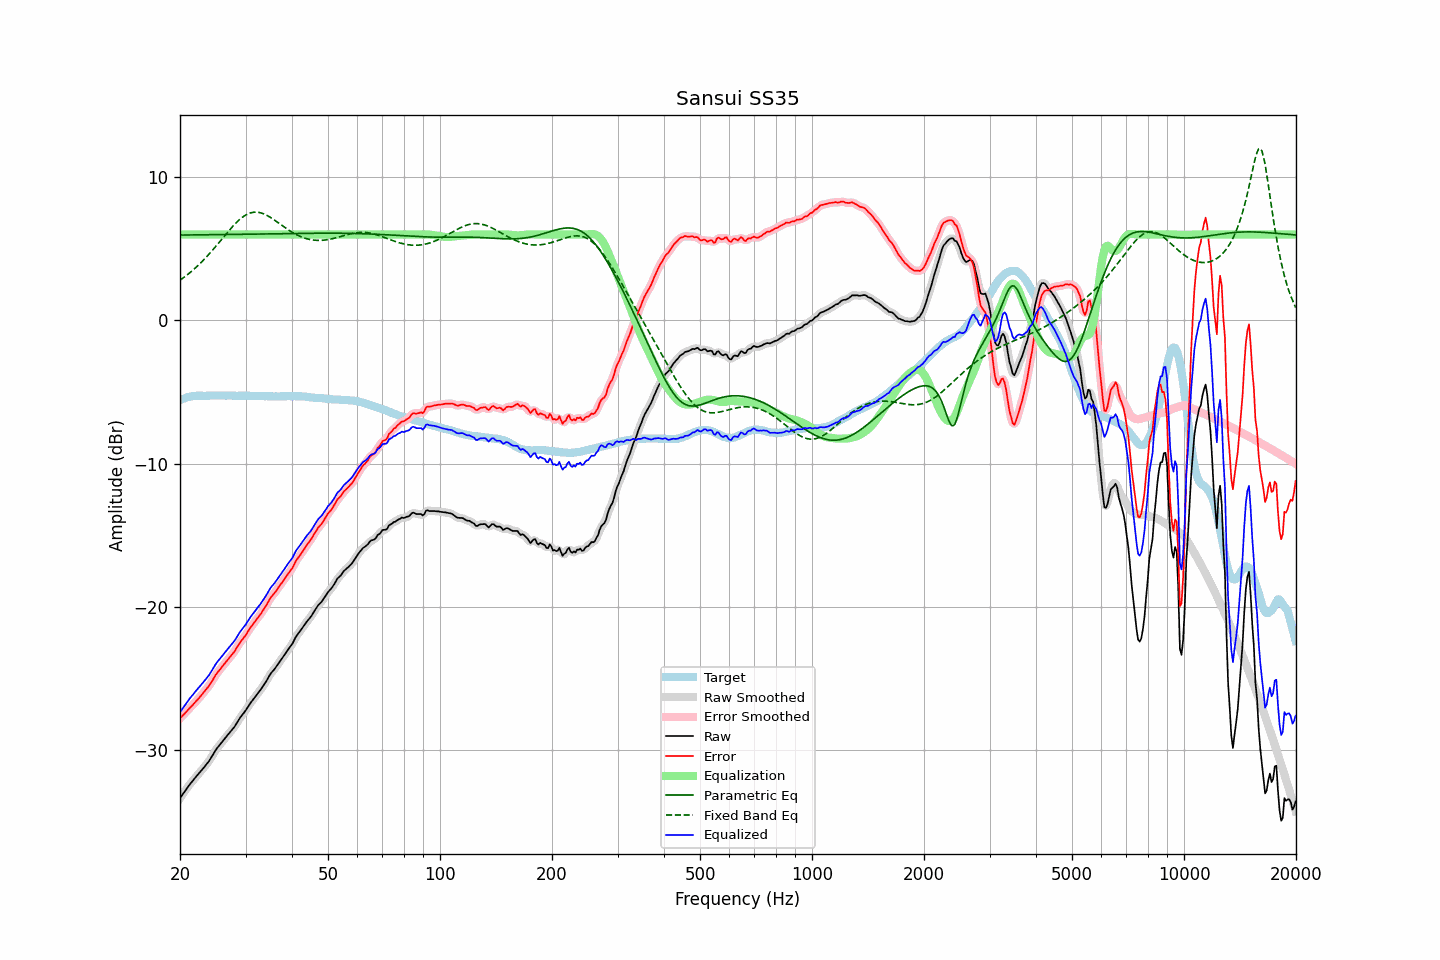 Sansui SS35
Amplitude (dBr)
10
0
−10
−20
−30
Target
Raw Smoothed
Error Smoothed
Raw
Error
Equalization
Parametric Eq
Fixed Band Eq
Equalized
20 50 100 200 500 1000 2000 5000 10000 20000
Frequency (Hz)